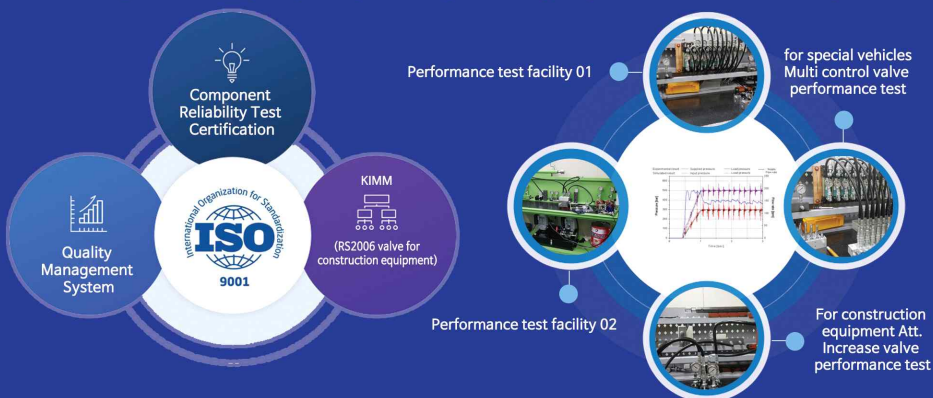 Component
Reliability Test
Certification
Quality
Management
System
International Organization for Standardization
ISO
9001
KIMM
(RS2006 valve for
construction equipment)
Performance test facility 01
for special vehicles
Multi control valve
performance test
Performance test facility 02
For construction
equipment Att.
Increase valve
performance test